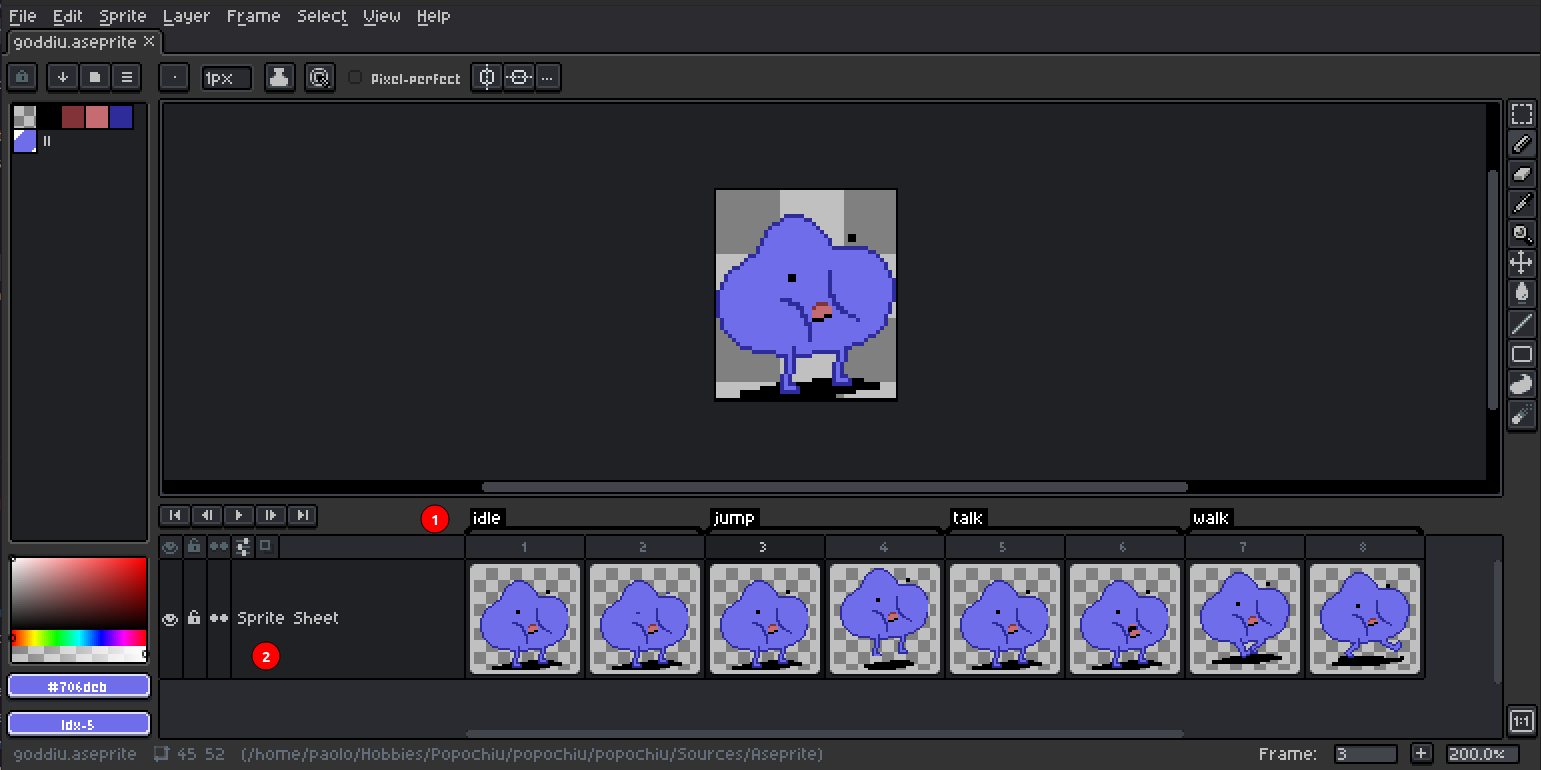 File Edit Sprite Layer Frame Select View Help
goddiu.aseprite
1px Pixel-perfect
1 idle jump talk walk
1 2 3 4 5 6 7 8
Sprite Sheet
2
#706deb
Idx-5
1:1
goddiu.aseprite 45 52 (/home/paolo/Hobbies/Popochiu/popochiu/popochiu/Sources/Aseprite) Frame: 3 + 200.0%